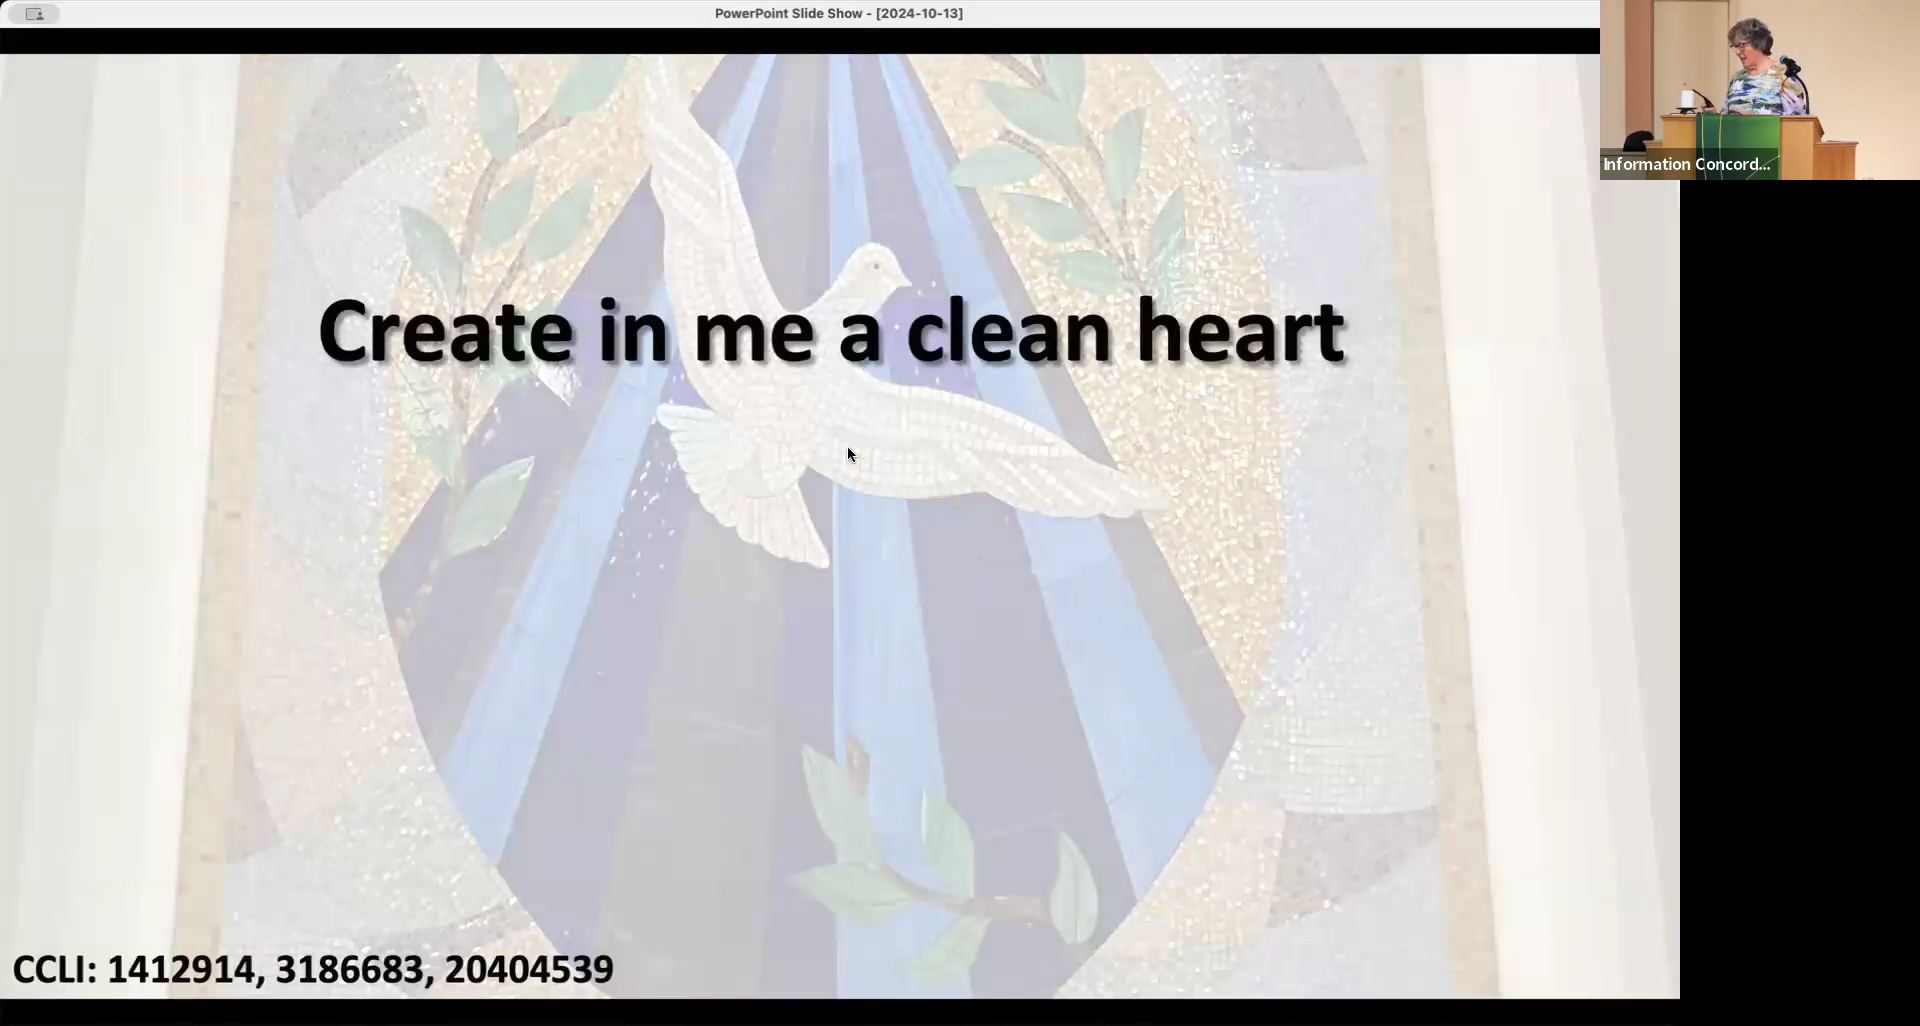 PowerPoint Slide Show - [2024-10-13]
Information Concord...
Create in me a clean heart
CCLI: 1412914, 3186683, 20404539